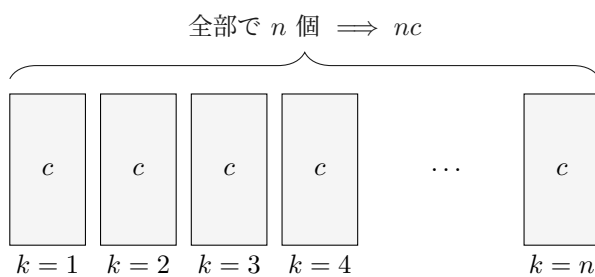 全部で n 個 ⟹ nc
c c c c ⋯ c
k = 1 k = 2 k = 3 k = 4 k = n